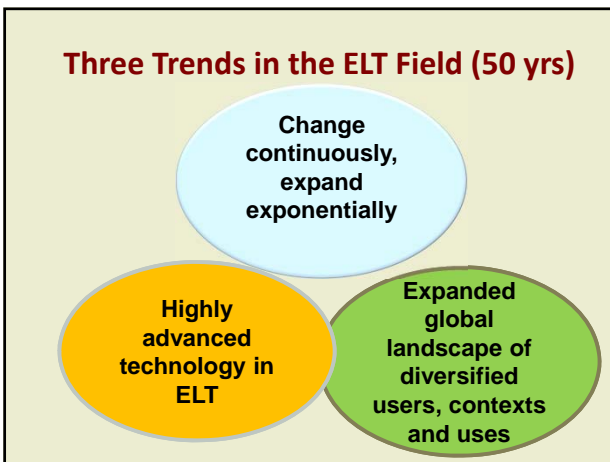 Three Trends in the ELT Field (50 yrs)
Change
continuously,
expand
exponentially
Highly
advanced
technology in
ELT
Expanded
global
landscape of
diversified
users, contexts
and uses